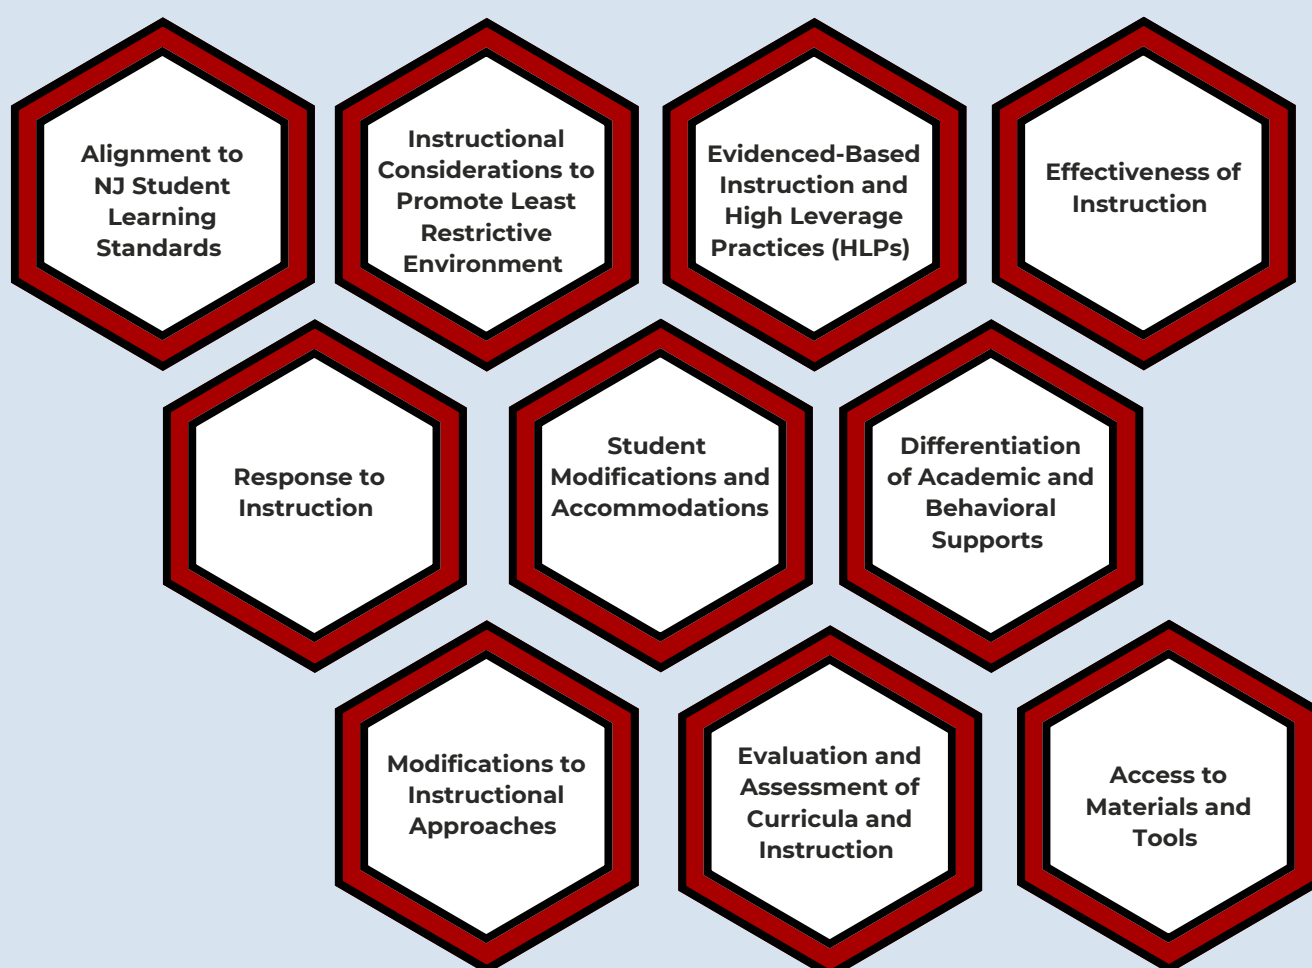 Alignment to
NJ Student
Learning
Standards
Instructional
Considerations to
Promote Least
Restrictive
Environment
Evidenced-Based
Instruction and
High Leverage
Practices (HLPs)
Effectiveness of
Instruction
Response to
Instruction
Student
Modifications and
Accommodations
Differentiation
of Academic and
Behavioral
Supports
Modifications to
Instructional
Approaches
Evaluation and
Assessment of
Curricula and
Instruction
Access to
Materials and
Tools